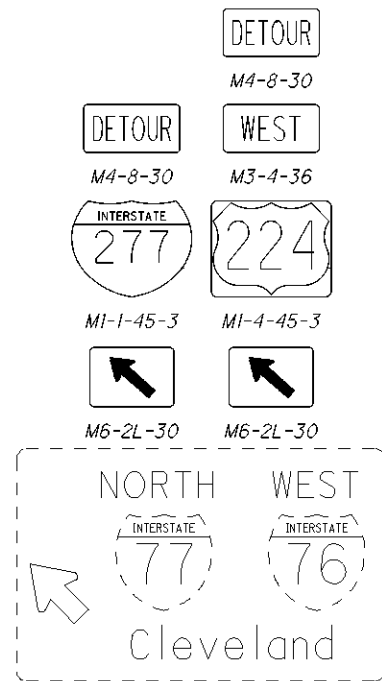 DETOUR
M4-8-30
DETOUR WEST
M4-8-30 M3-4-36
INTERSTATE
277 224
M1-1-45-3 M1-4-45-3
M6-2L-30 M6-2L-30
NORTH WEST
INTERSTATE INTERSTATE
77 76
Cleveland